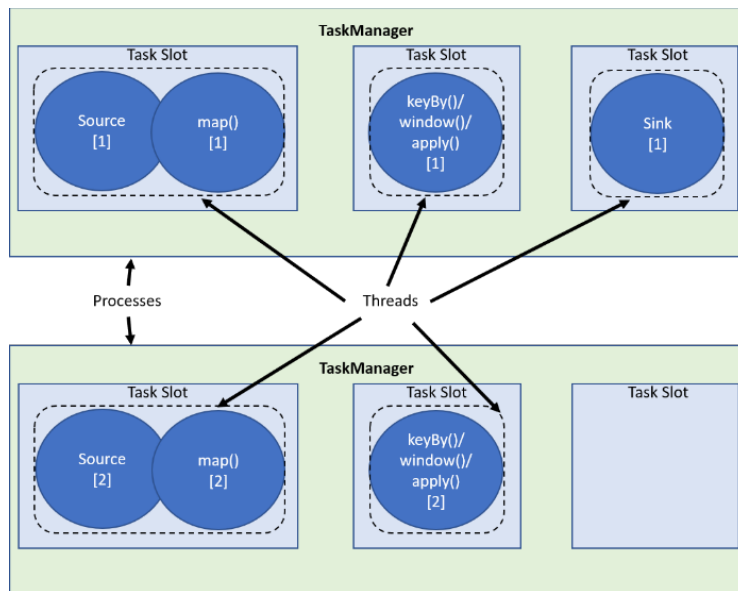 TaskManager
Task Slot
Task Slot
Task Slot
Source
[1]
map()
[1]
keyBy()/
window()/
apply()
[1]
Sink
[1]
Processes
Threads
TaskManager
Task Slot
Task Slot
Task Slot
Source
[2]
map()
[2]
keyBy()/
window()/
apply()
[2]